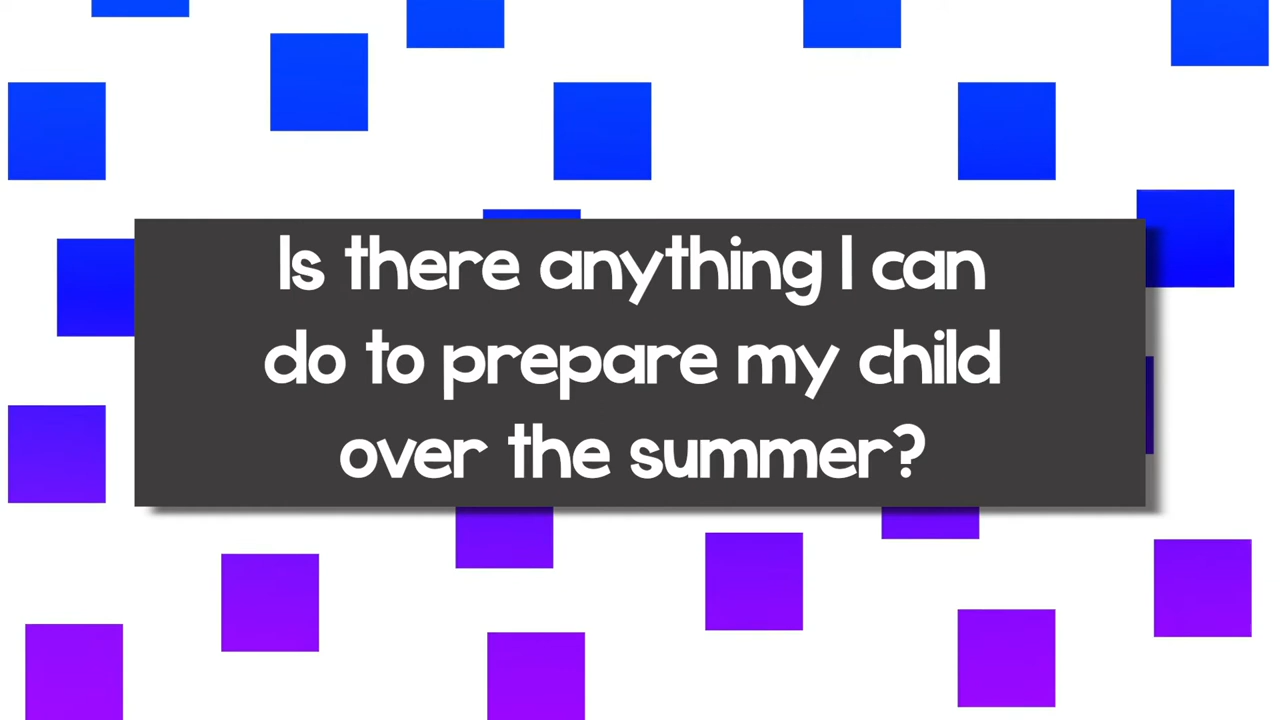 Is there anything I can
do to prepare my child
over the summer?